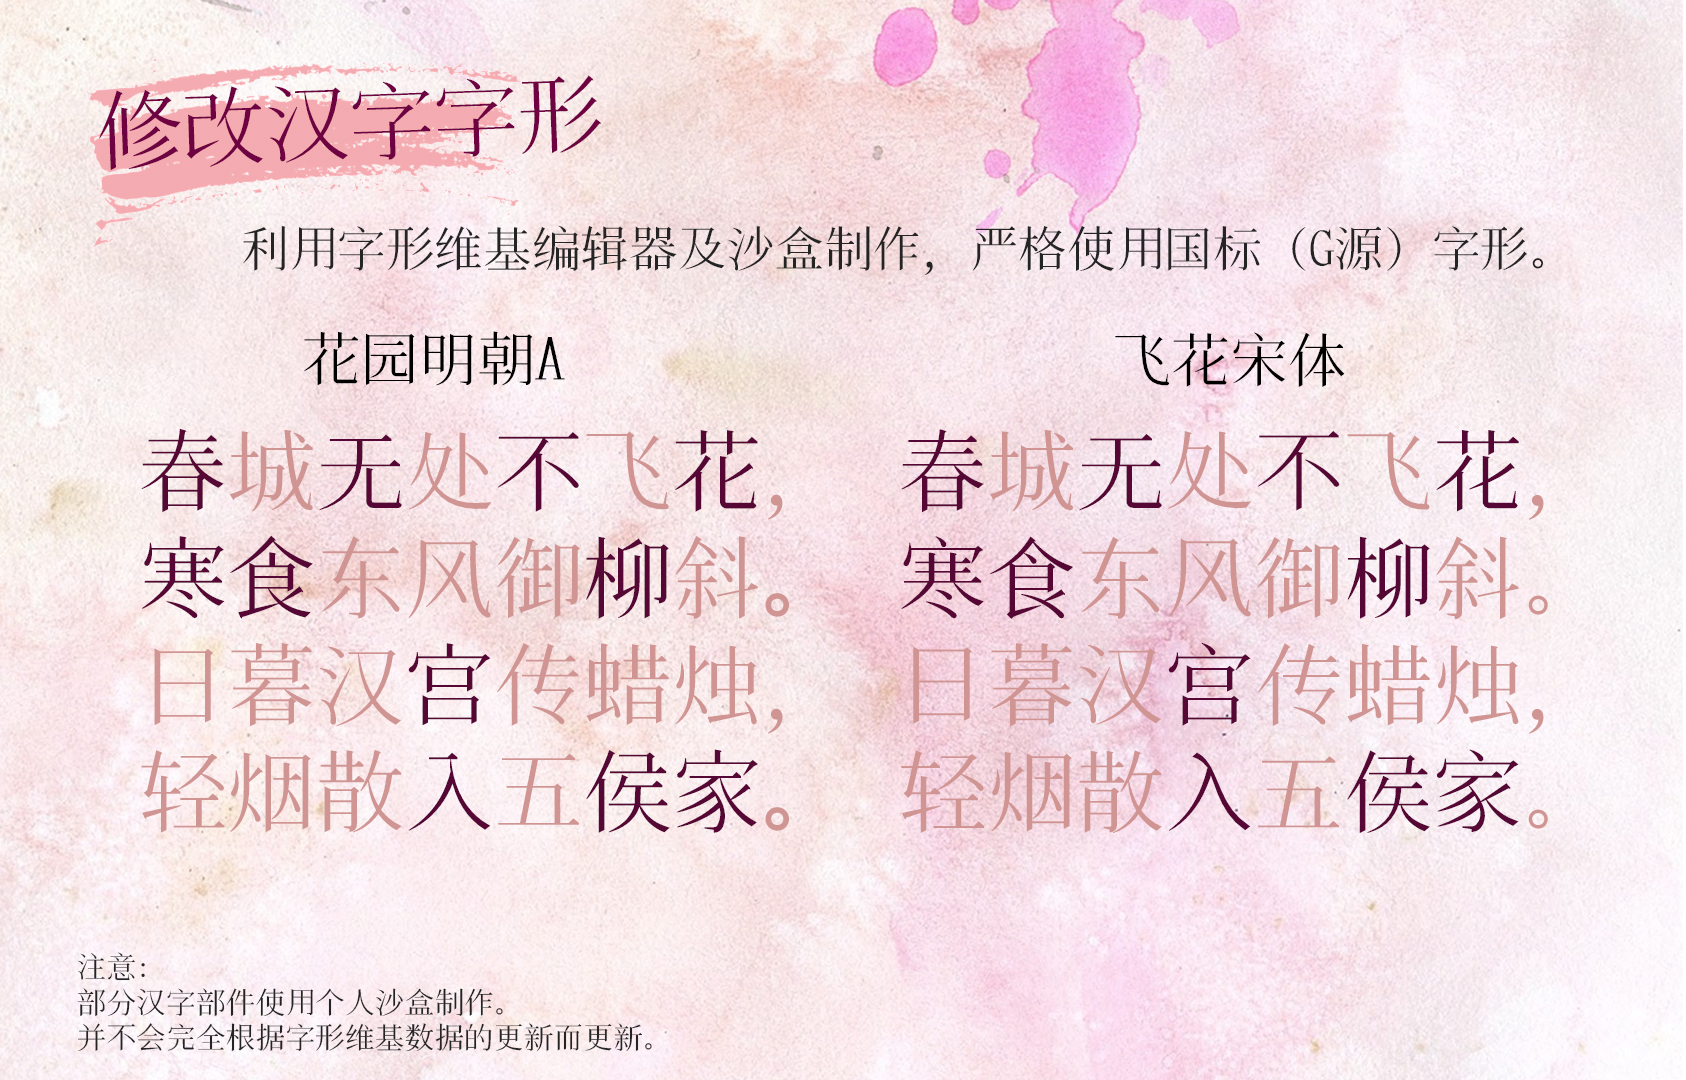 修改汉字字形
利用字形维基编辑器及沙盒制作，严格使用国标（G源）字形。
花园明朝A
春城无处不飞花，
寒食东风御柳斜。
日暮汉宫传蜡烛，
轻烟散入五侯家。
飞花宋体
春城无处不飞花，
寒食东风御柳斜。
日暮汉宫传蜡烛，
轻烟散入五侯家。
注意：
部分汉字部件使用个人沙盒制作。
并不会完全根据字形维基数据的更新而更新。